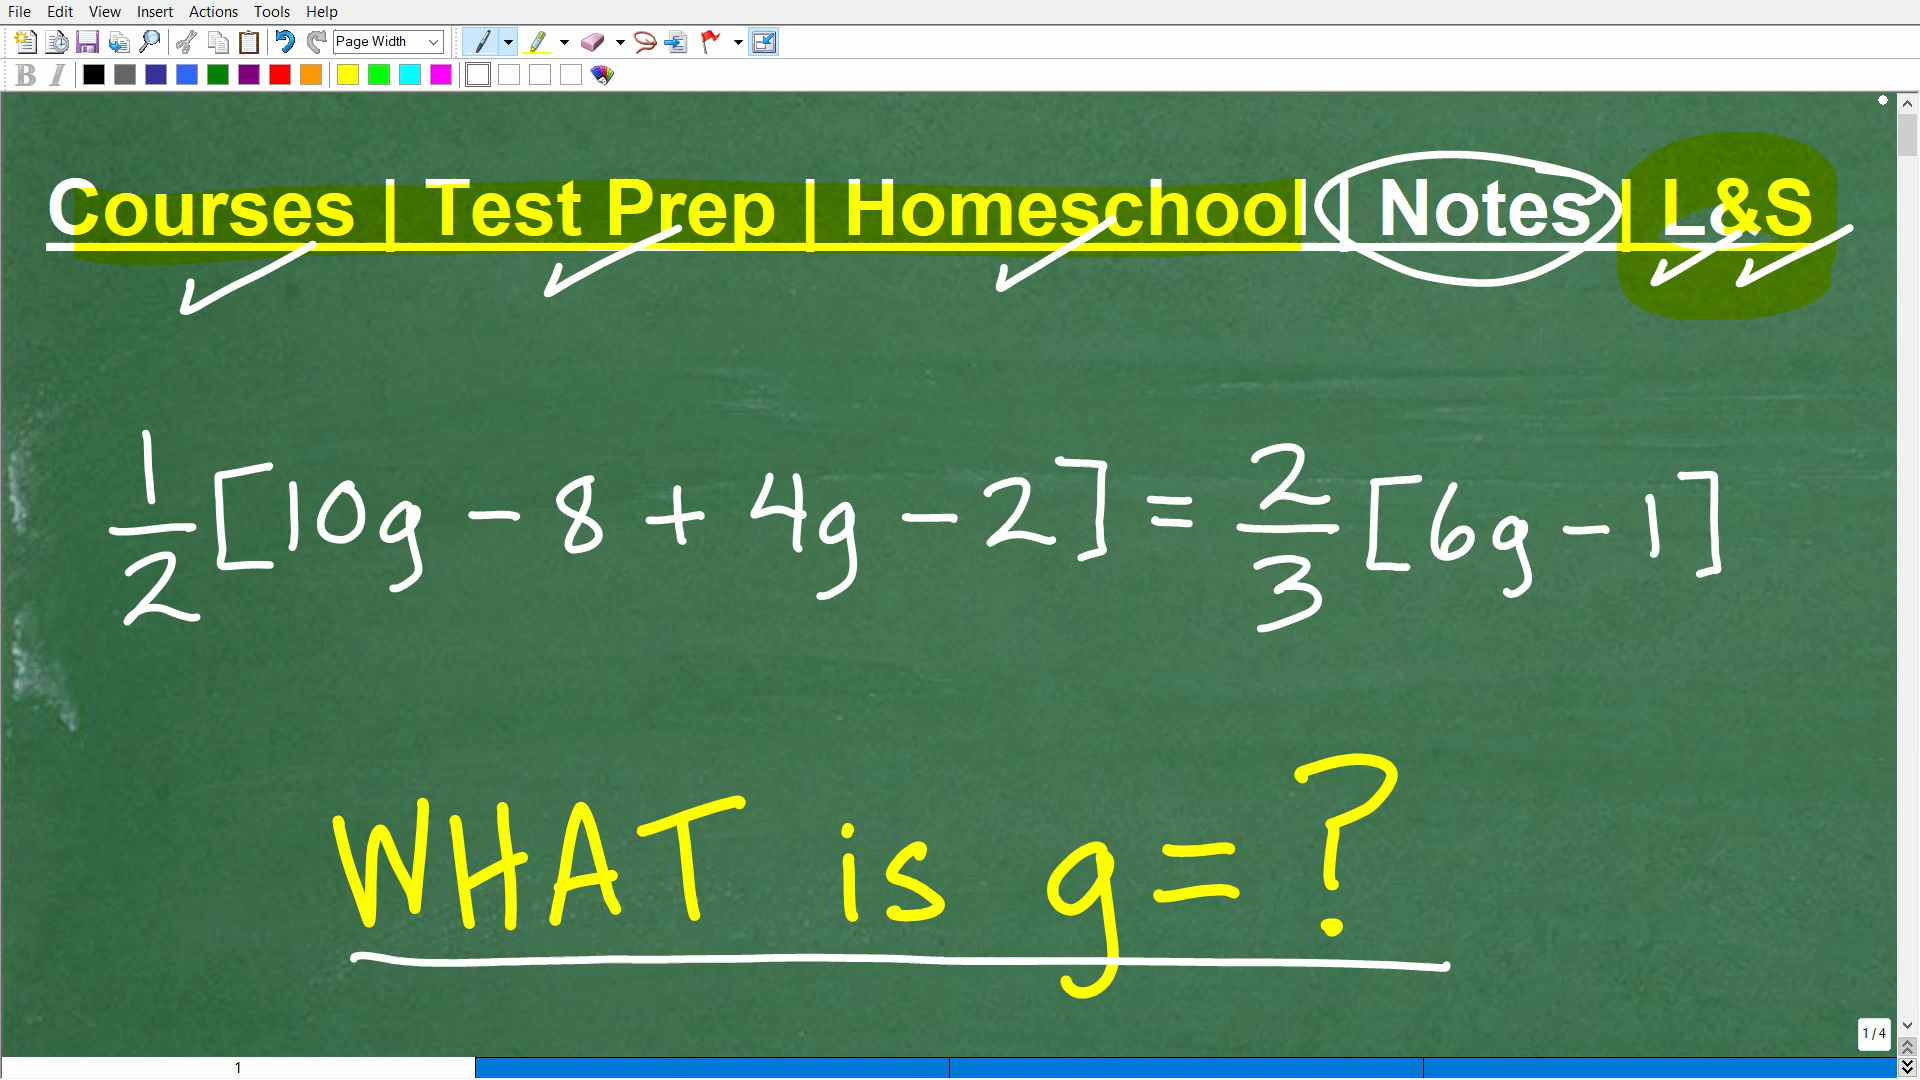 File Edit View Insert Actions Tools Help
Page Width
B I
Courses | Test Prep | Homeschool | Notes | L&S
1/2 [10g - 8 + 4g - 2] = 2/3 [6g - 1]
WHAT is g = ?
1 / 4
1